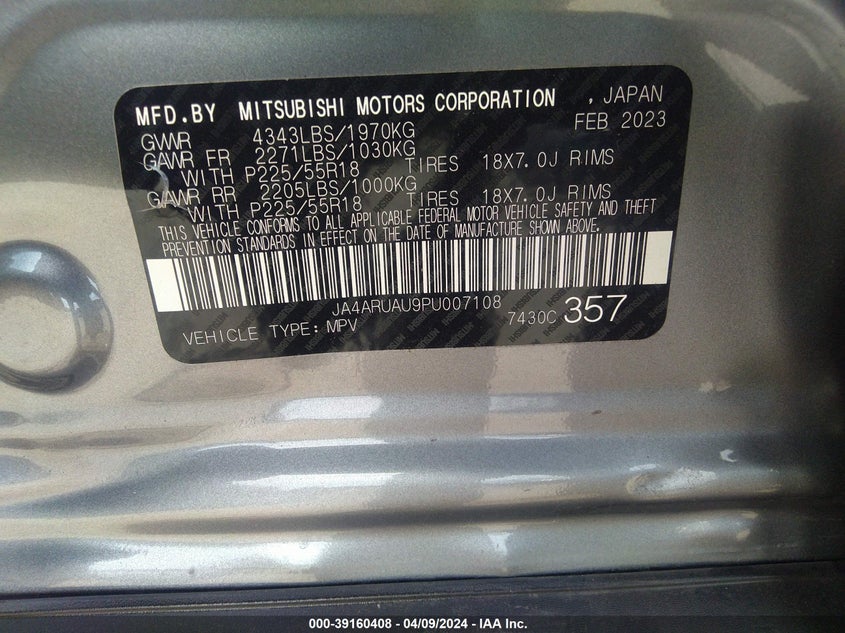 MFD.BY MITSUBISHI MOTORS CORPORATION , JAPAN
FEB 2023
GVWR 4343LBS/1970KG
GAWR FR 2271LBS/1030KG
WITH P225/55R18 TIRES 18X7.0J RIMS
GAWR RR 2205LBS/1000KG
WITH P225/55R18 TIRES 18X7.0J RIMS
THIS VEHICLE CONFORMS TO ALL APPLICABLE FEDERAL MOTOR VEHICLE SAFETY AND THEFT
PREVENTION STANDARDS IN EFFECT ON THE DATE OF MANUFACTURE SHOWN ABOVE.
JA4ARUAU9PU007108
VEHICLE TYPE:MPV 7430C 357
000-39160408 - 04/09/2024 - IAA Inc.